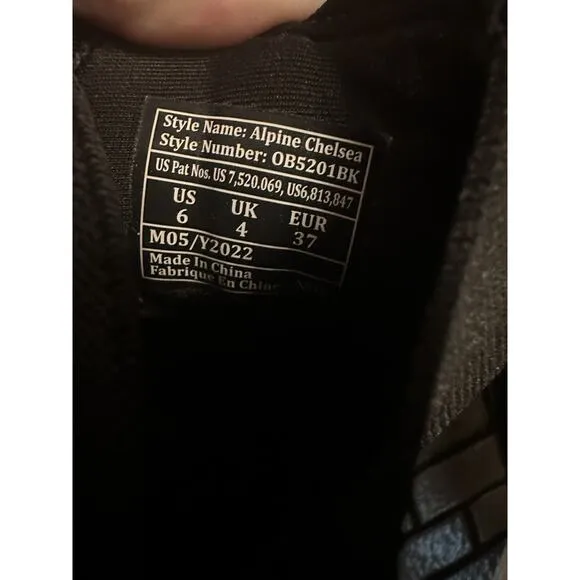 Style Name: Alpine Chelsea
Style Number: OB5201BK
US Pat Nos. US 7,520.069, US6,813,847
US UK EUR
6 4 37
M05/Y2022
Made In China
Fabrique En Chine